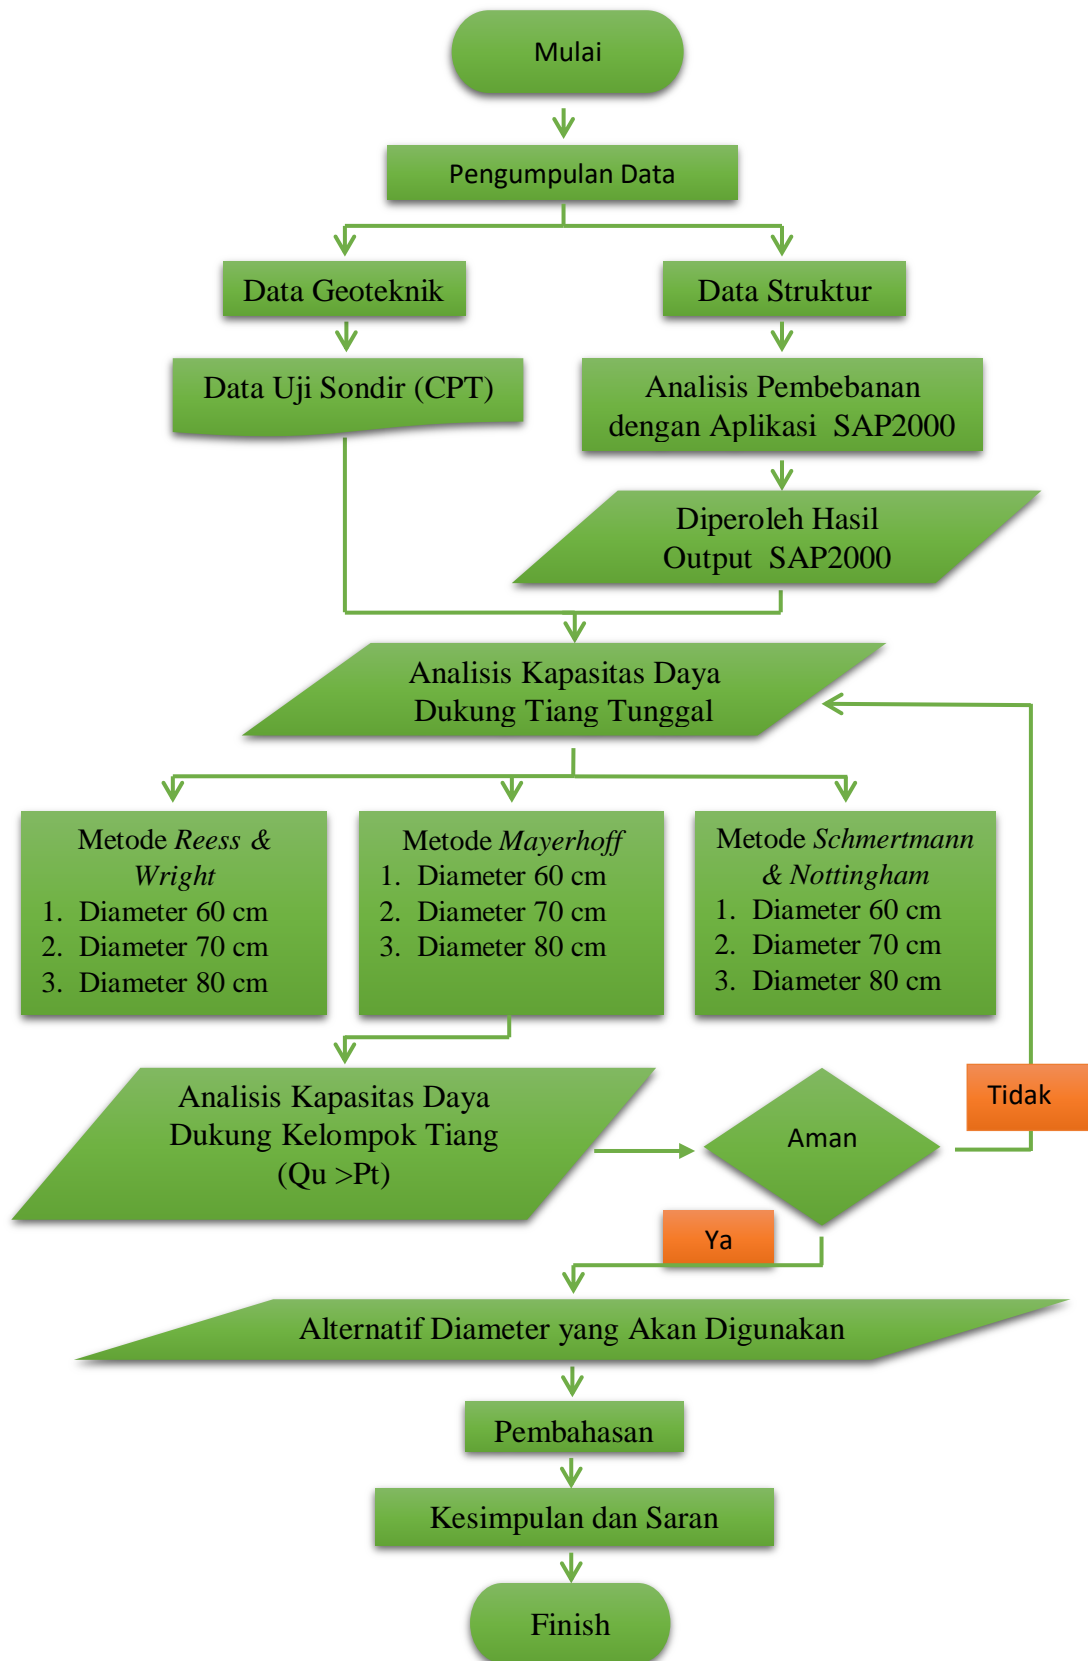 Mulai
Pengumpulan Data
Data Geoteknik
Data Struktur
Data Uji Sondir (CPT)
Analisis Pembebanan
dengan Aplikasi SAP2000
Diperoleh Hasil
Output SAP2000
Analisis Kapasitas Daya
Dukung Tiang Tunggal
Metode Reess &
Wright
1. Diameter 60 cm
2. Diameter 70 cm
3. Diameter 80 cm
Metode Mayerhoff
1. Diameter 60 cm
2. Diameter 70 cm
3. Diameter 80 cm
Metode Schmertmann
& Nottingham
1. Diameter 60 cm
2. Diameter 70 cm
3. Diameter 80 cm
Analisis Kapasitas Daya
Dukung Kelompok Tiang
(Qu >Pt)
Aman
Tidak
Ya
Alternatif Diameter yang Akan Digunakan
Pembahasan
Kesimpulan dan Saran
Finish